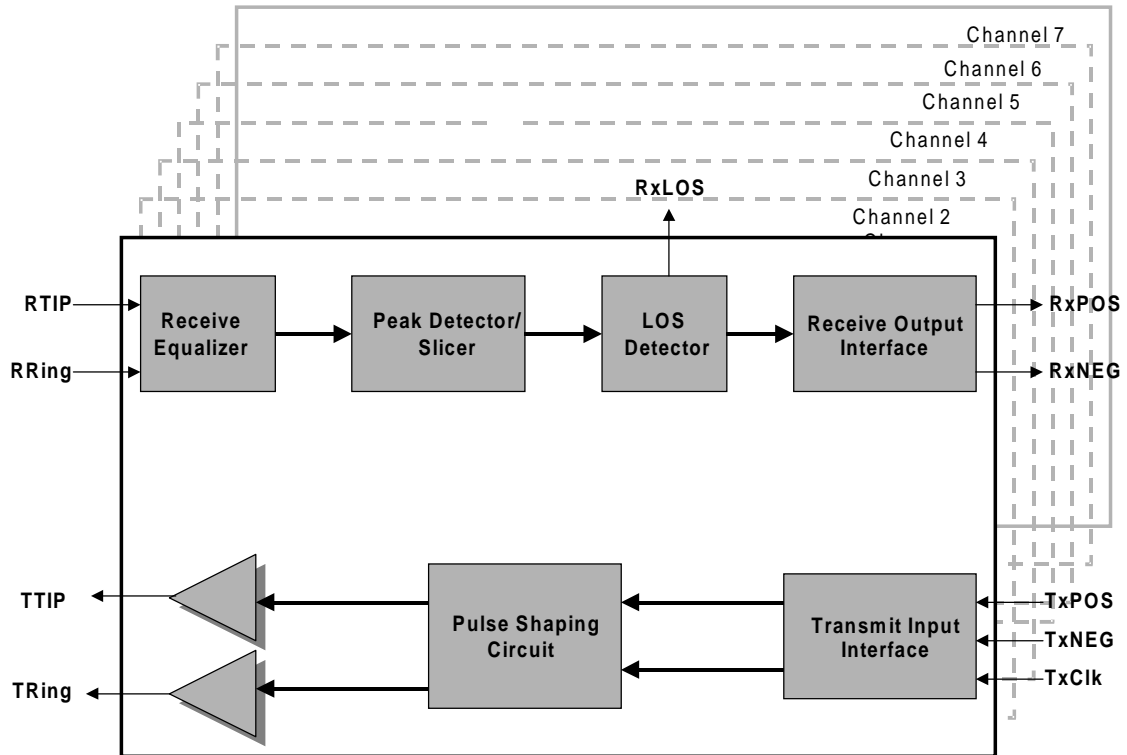 Channel 7
Channel 6
Channel 5
Channel 4
Channel 3
Channel 2
RxLOS
RTIP
RRing
Receive
Equalizer
Peak Detector/
Slicer
LOS
Detector
Receive Output
Interface
RxPOS
RxNEG
TTIP
TRing
Pulse Shaping
Circuit
Transmit Input
Interface
TxPOS
TxNEG
TxClk